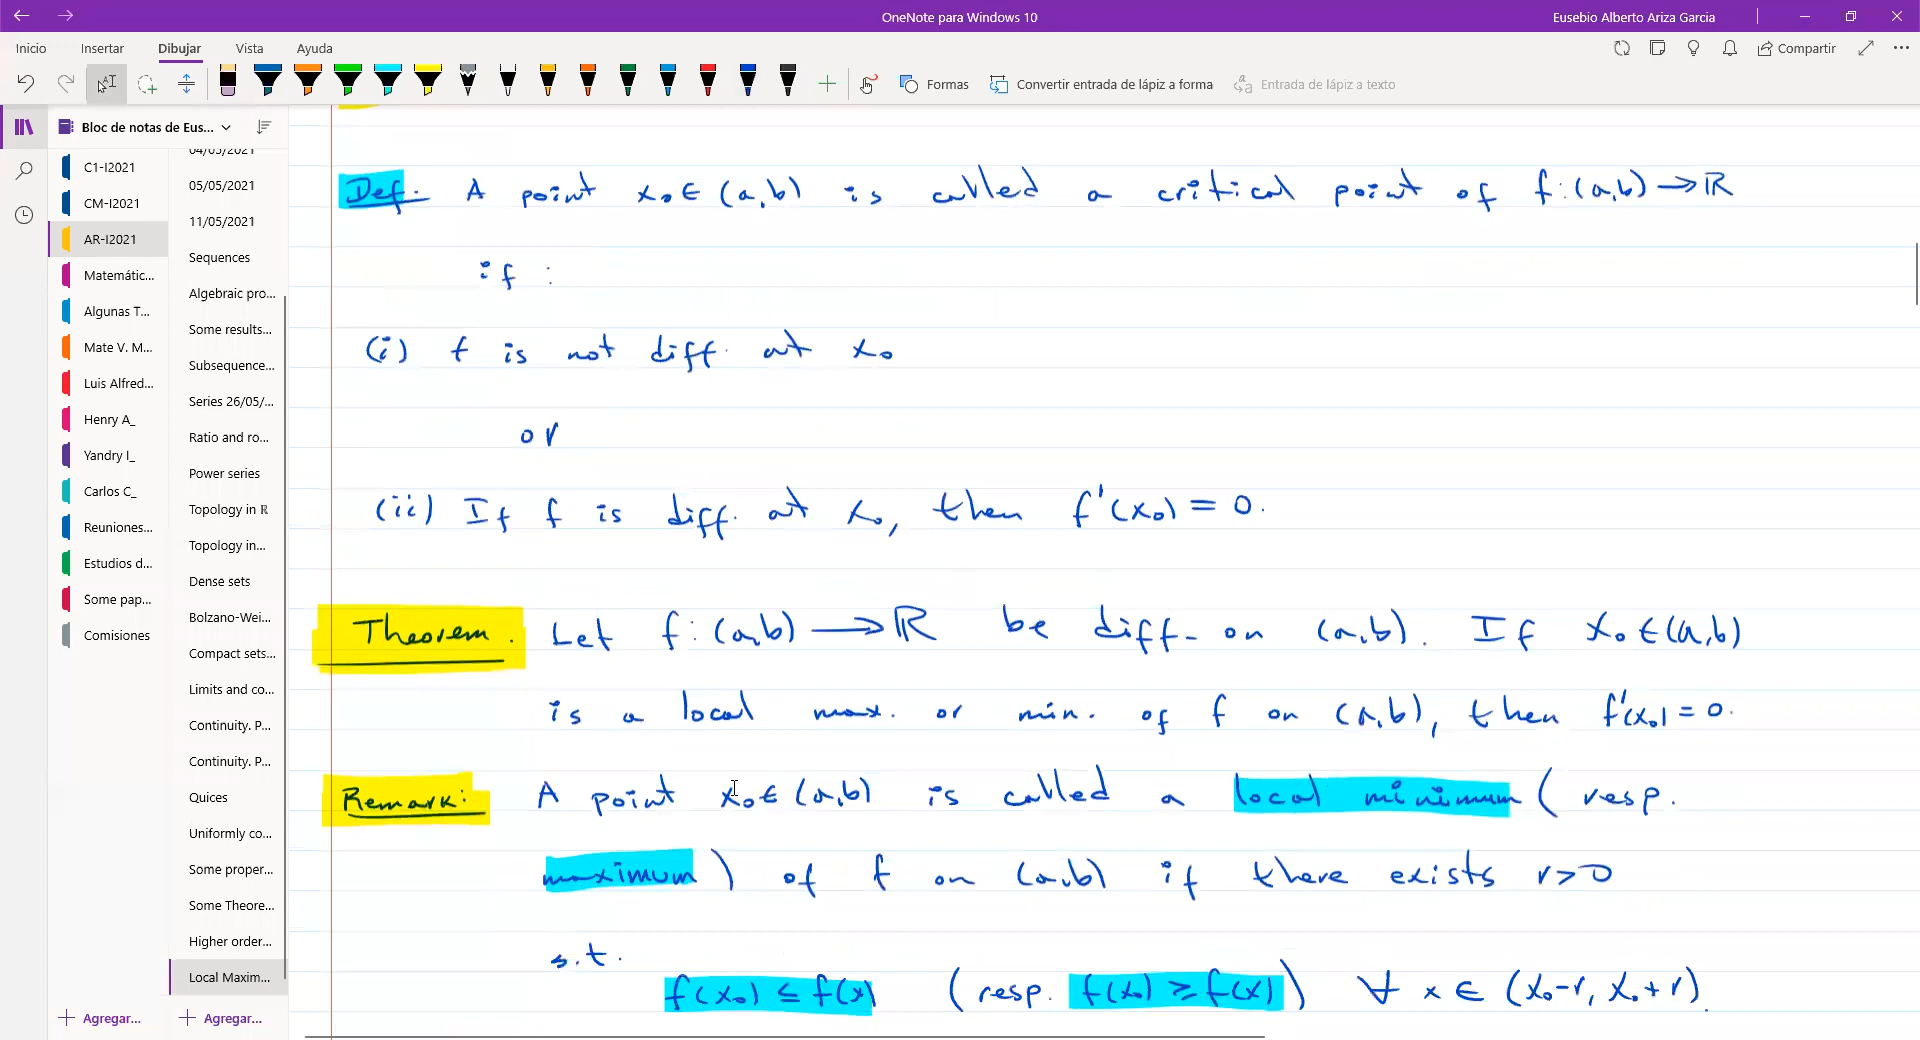 OneNote para Windows 10
Eusebio Alberto Ariza Garcia
Inicio
Insertar
Dibujar
Vista
Ayuda
Compartir
Formas
Convertir entrada de lápiz a forma
Entrada de lápiz a texto
Bloc de notas de Eus...
C1-I2021
CM-I2021
AR-I2021
Matemátic...
Algunas T...
Mate V. M...
Luis Alfred...
Henry A_
Yandry I_
Carlos C_
Reuniones...
Estudios d...
Some pap...
Comisiones
Agregar...
04/05/2021
05/05/2021
11/05/2021
Sequences
Algebraic pro...
Some results...
Subsequence...
Series 26/05/...
Ratio and ro...
Power series
Topology in ℝ
Topology in...
Dense sets
Bolzano-Wei...
Compact sets...
Limits and co...
Continuity. P...
Continuity. P...
Quices
Uniformly co...
Some proper...
Some Theore...
Higher order...
Local Maxim...
Agregar...
Def. A point x₀∈(a,b) is called a critical point of f:(a,b)→ℝ
if :
(i) f is not diff. at x₀
or
(ii) If f is diff. at x₀, then f'(x₀) = 0.
Theorem. Let f:(a,b)→ℝ be diff- on (a,b). If x₀∈(a,b)
is a local max. or min. of f on (a,b), then f'(x₀) = 0.
Remark: A point x₀∈(a,b) is called a local minimum (resp.
maximum) of f on (a,b) if there exists r>0
s.t.
f(x₀) ≤ f(x) (resp. f(x₀) ≥ f(x)) ∀ x ∈ (x₀-r, x₀+r).